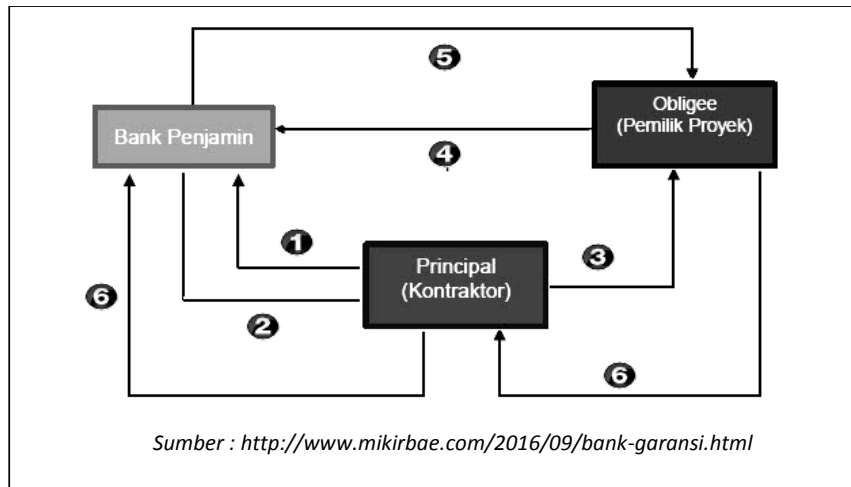 5
Obligee
(Pemilik Proyek)
Bank Penjamin
4
1
Principal
(Kontraktor)
3
6
2
6
Sumber : http://www.mikirbae.com/2016/09/bank-garansi.html